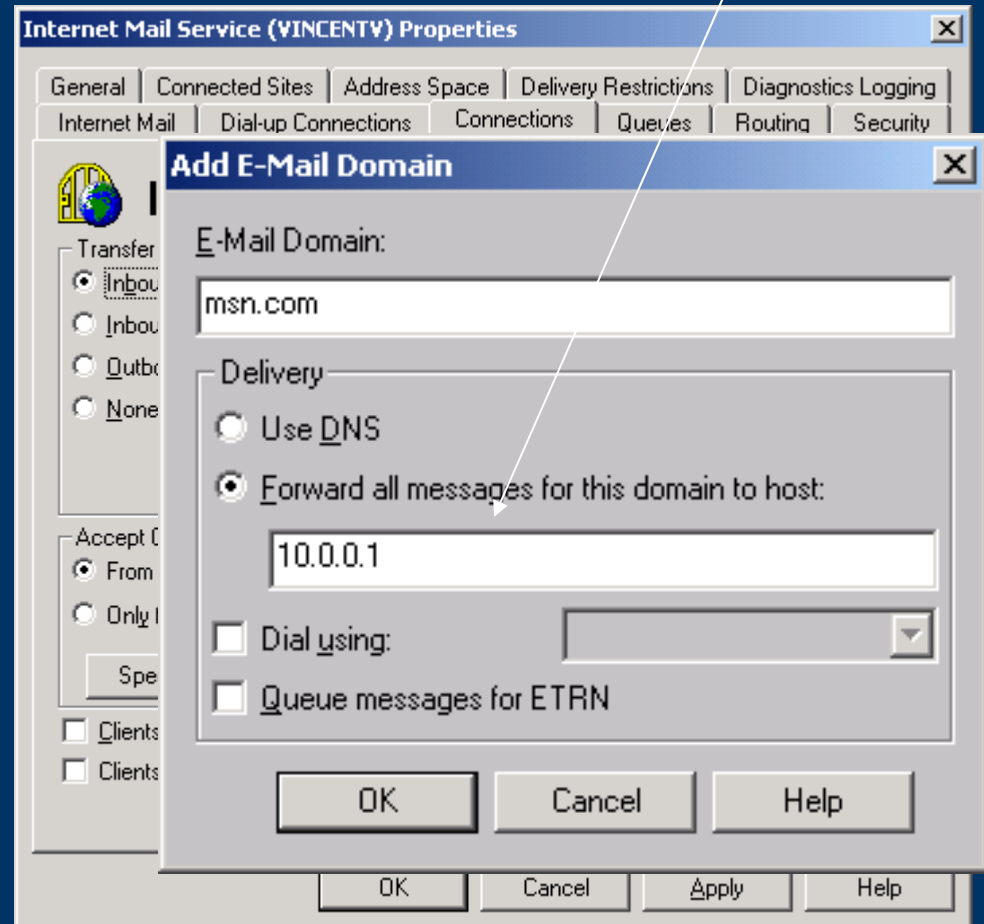 Internet Mail Service (VINCENTV) Properties
General Connected Sites Address Space Delivery Restrictions Diagnostics Logging
Internet Mail Dial-up Connections Connections Queues Routing Security
Add E-Mail Domain
E-Mail Domain:
msn.com
Transfer
Inbou
Inbou
Outbo
None
Delivery
Use DNS
Forward all messages for this domain to host:
10.0.0.1
Accept C
From
Only
Dial using:
Spe
Queue messages for ETRN
Clients
Clients
OK Cancel Help
OK Cancel Apply Help